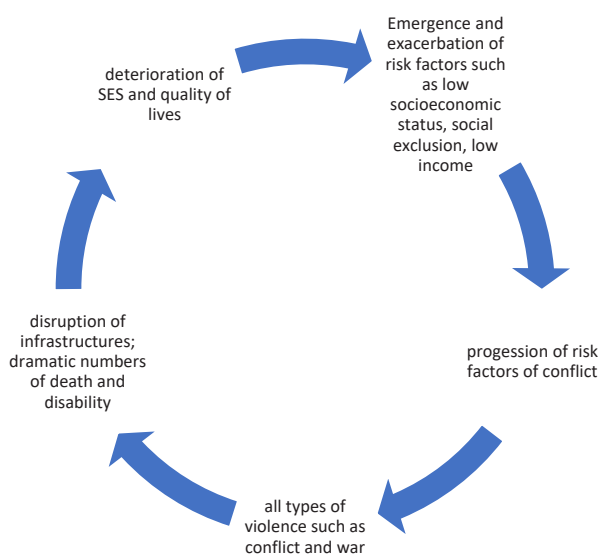 Emergence and
exacerbation of
risk factors such
as low
socioeconomic
status, social
exclusion, low
income
progession of risk
factors of conflict
all types of
violence such as
conflict and war
disruption of
infrastructures;
dramatic numbers
of death and
disability
deterioration of
SES and quality of
lives